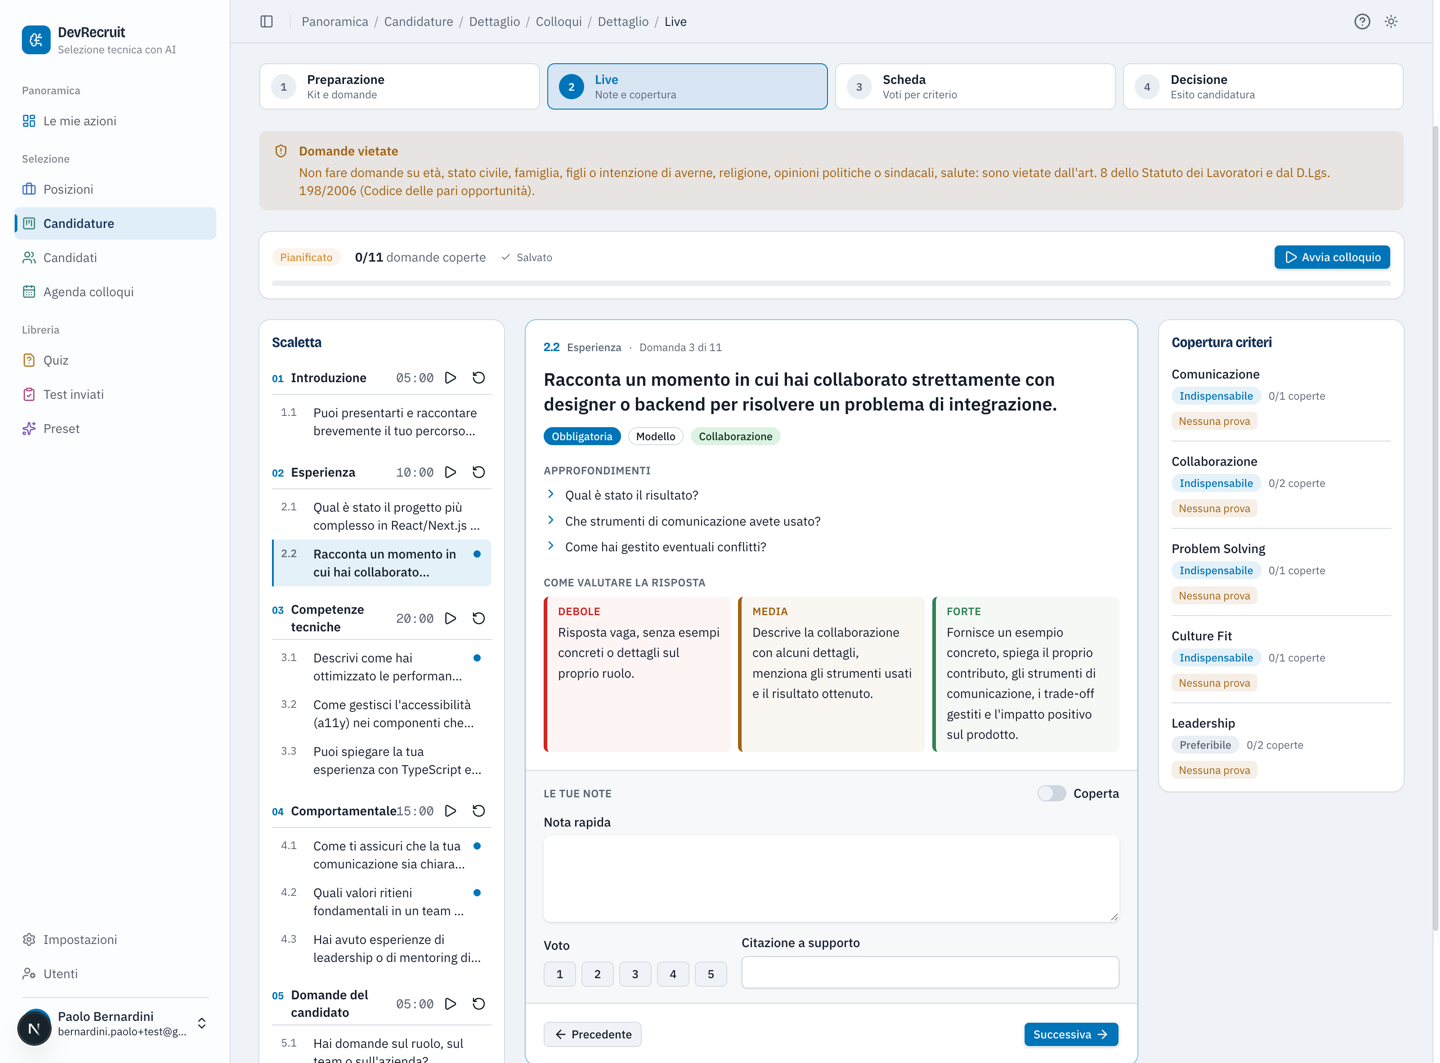 DevRecruit
Selezione tecnica con AI
Panoramica
Le mie azioni
Selezione
Posizioni
Candidature
Candidati
Agenda colloqui
Libreria
Quiz
Test inviati
Preset
Impostazioni
Utenti
N
Paolo Bernardini
bernardini.paolo+test@g...
Panoramica / Candidature / Dettaglio / Colloqui / Dettaglio / Live
1 Preparazione
Kit e domande
2 Live
Note e copertura
3 Scheda
Voti per criterio
4 Decisione
Esito candidatura
Domande vietate
Non fare domande su età, stato civile, famiglia, figli o intenzione di averne, religione, opinioni politiche o sindacali, salute: sono vietate dall'art. 8 dello Statuto dei Lavoratori e dal D.Lgs.
198/2006 (Codice delle pari opportunità).
Pianificato 0/11 domande coperte Salvato
Avvia colloquio
Scaletta
01 Introduzione 05:00
1.1 Puoi presentarti e raccontare
brevemente il tuo percorso...
02 Esperienza 10:00
2.1 Qual è stato il progetto più
complesso in React/Next.js ...
2.2 Racconta un momento in
cui hai collaborato...
03 Competenze
tecniche 20:00
3.1 Descrivi come hai
ottimizzato le performan...
3.2 Come gestisci l'accessibilità
(a11y) nei componenti che...
3.3 Puoi spiegare la tua
esperienza con TypeScript e...
04 Comportamentale 15:00
4.1 Come ti assicuri che la tua
comunicazione sia chiara...
4.2 Quali valori ritieni
fondamentali in un team ...
4.3 Hai avuto esperienze di
leadership o di mentoring di...
05 Domande del
candidato 05:00
5.1 Hai domande sul ruolo, sul
team o sull'azienda?
2.2 Esperienza · Domanda 3 di 11
Racconta un momento in cui hai collaborato strettamente con
designer o backend per risolvere un problema di integrazione.
Obbligatoria Modello Collaborazione
APPROFONDIMENTI
Qual è stato il risultato?
Che strumenti di comunicazione avete usato?
Come hai gestito eventuali conflitti?
COME VALUTARE LA RISPOSTA
DEBOLE
Risposta vaga, senza esempi
concreti o dettagli sul
proprio ruolo.
MEDIA
Descrive la collaborazione
con alcuni dettagli,
menziona gli strumenti usati
e il risultato ottenuto.
FORTE
Fornisce un esempio
concreto, spiega il proprio
contributo, gli strumenti di
comunicazione, i trade-off
gestiti e l'impatto positivo
sul prodotto.
LE TUE NOTE
Coperta
Nota rapida
Voto
1 2 3 4 5
Citazione a supporto
Precedente
Successiva
Copertura criteri
Comunicazione
Indispensabile 0/1 coperte
Nessuna prova
Collaborazione
Indispensabile 0/2 coperte
Nessuna prova
Problem Solving
Indispensabile 0/1 coperte
Nessuna prova
Culture Fit
Indispensabile 0/1 coperte
Nessuna prova
Leadership
Preferibile 0/2 coperte
Nessuna prova